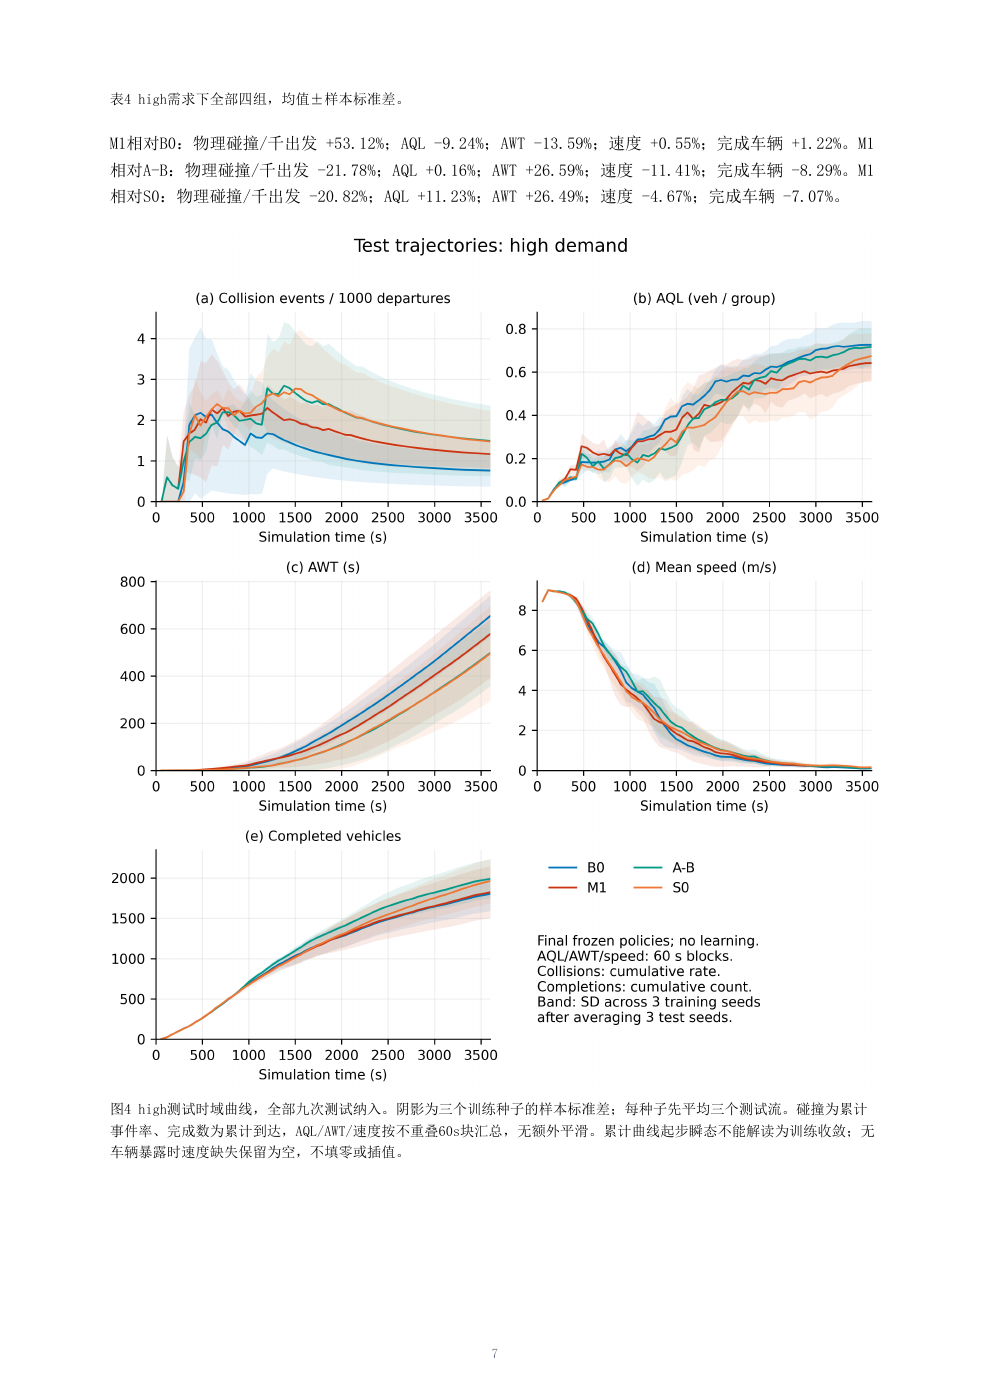 表4 high需求下全部四组，均值±样本标准差。
M1相对B0：物理碰撞/千出发 +53.12%；AQL -9.24%；AWT -13.59%；速度 +0.55%；完成车辆 +1.22%。M1
相对A-B：物理碰撞/千出发 -21.78%；AQL +0.16%；AWT +26.59%；速度 -11.41%；完成车辆 -8.29%。M1
相对S0：物理碰撞/千出发 -20.82%；AQL +11.23%；AWT +26.49%；速度 -4.67%；完成车辆 -7.07%。
Test trajectories: high demand
(a) Collision events / 1000 departures
4
3
2
1
0
0 500 1000 1500 2000 2500 3000 3500
Simulation time (s)
(b) AQL (veh / group)
0.8
0.6
0.4
0.2
0.0
0 500 1000 1500 2000 2500 3000 3500
Simulation time (s)
(c) AWT (s)
800
600
400
200
0
0 500 1000 1500 2000 2500 3000 3500
Simulation time (s)
(d) Mean speed (m/s)
8
6
4
2
0
0 500 1000 1500 2000 2500 3000 3500
Simulation time (s)
(e) Completed vehicles
2000
1500
1000
500
0
0 500 1000 1500 2000 2500 3000 3500
Simulation time (s)
B0 A-B
M1 S0
Final frozen policies; no learning.
AQL/AWT/speed: 60 s blocks.
Collisions: cumulative rate.
Completions: cumulative count.
Band: SD across 3 training seeds
after averaging 3 test seeds.
图4 high测试时域曲线，全部九次测试纳入。阴影为三个训练种子的样本标准差；每种子先平均三个测试流。碰撞为累计
事件率、完成数为累计到达，AQL/AWT/速度按不重叠60s块汇总，无额外平滑。累计曲线起步瞬态不能解读为训练收敛；无
车辆暴露时速度缺失保留为空，不填零或插值。
7